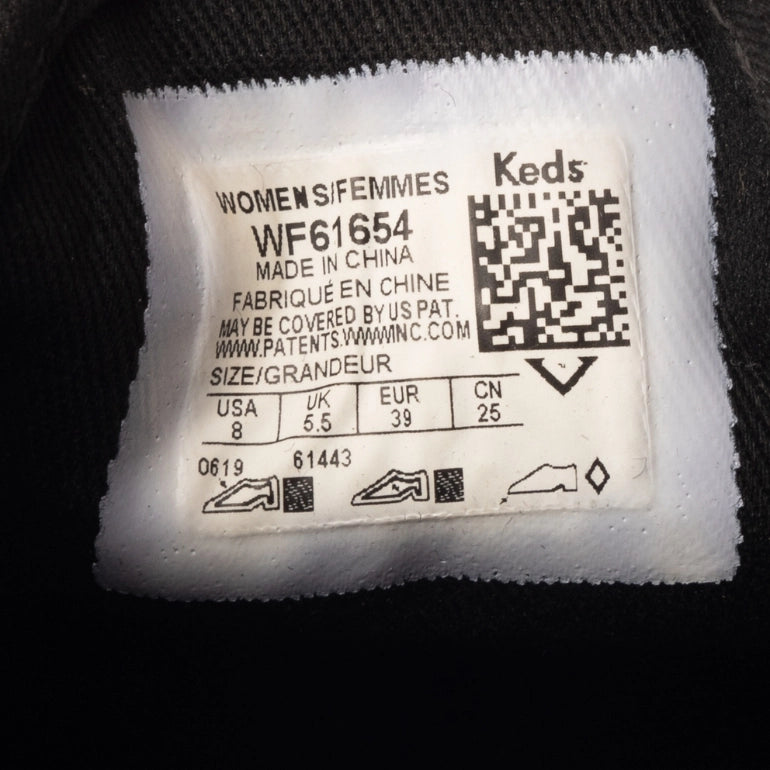 Keds
WOMENS/FEMMES
WF61654
MADE IN CHINA
FABRIQUÉ EN CHINE
MAY BE COVERED BY US PAT.
WWW.PATENTS.WWWINC.COM
SIZE/GRANDEUR
USA UK EUR CN
8 5.5 39 25
0619 61443